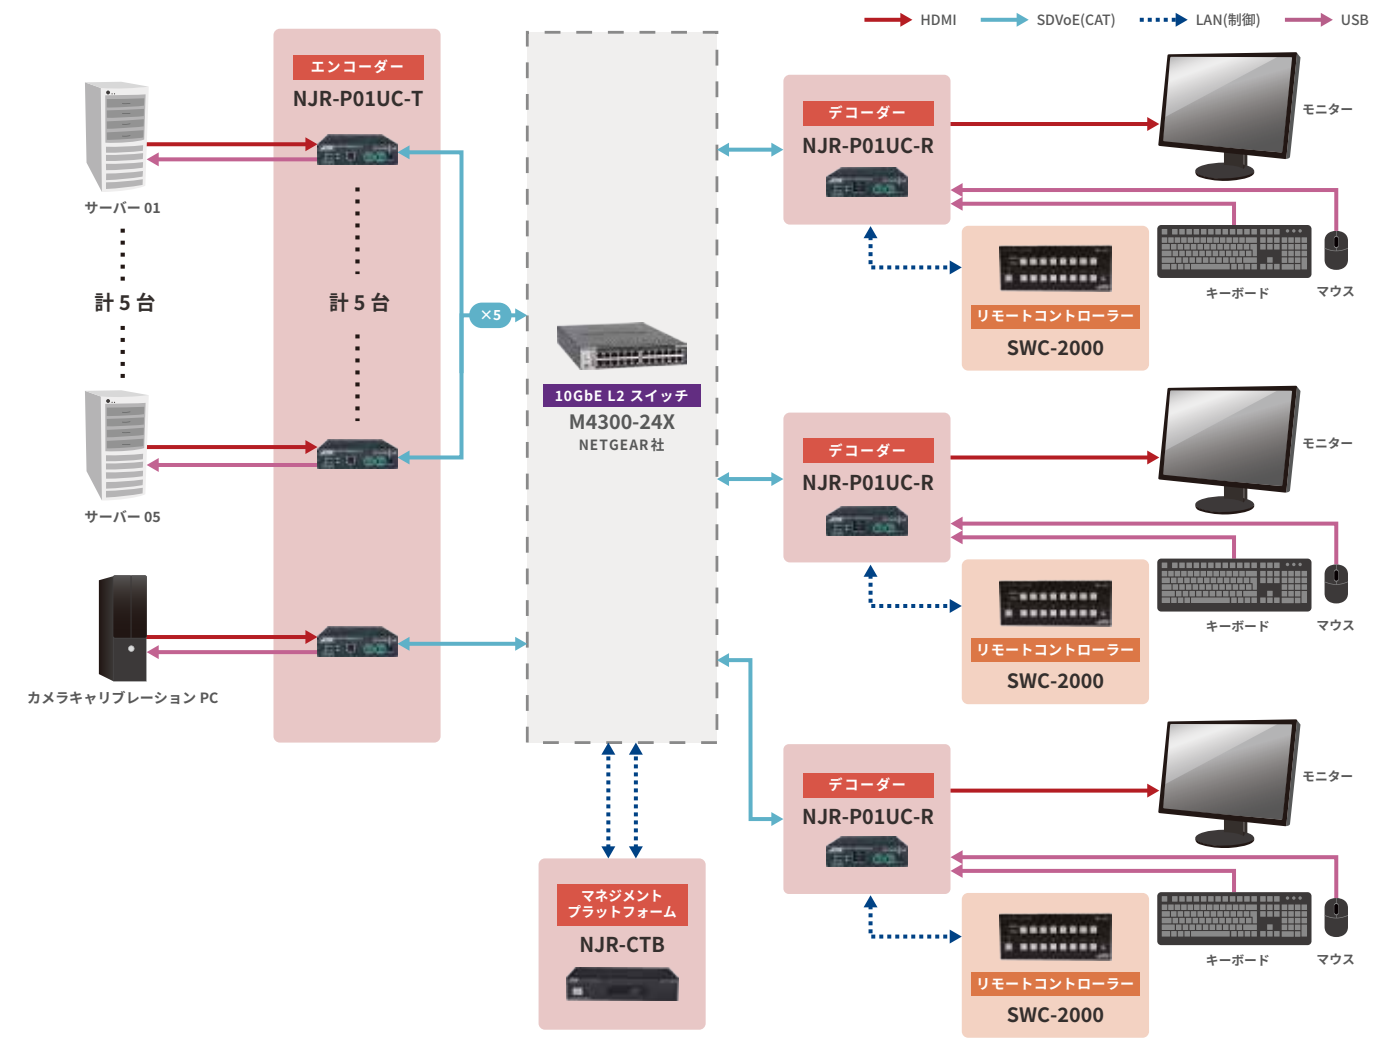 HDMI
SDVoE(CAT)
LAN(制御)
USB
エンコーダー
NJR-P01UC-T
サーバー 01
計 5 台
計 5 台
サーバー 05
カメラキャリブレーション PC
×5
10GbE L2 スイッチ
M4300-24X
NETGEAR 社
マネジメント
プラットフォーム
NJR-CTB
デコーダー
NJR-P01UC-R
モニター
キーボード
マウス
リモートコントローラー
SWC-2000
デコーダー
NJR-P01UC-R
モニター
キーボード
マウス
リモートコントローラー
SWC-2000
デコーダー
NJR-P01UC-R
モニター
キーボード
マウス
リモートコントローラー
SWC-2000